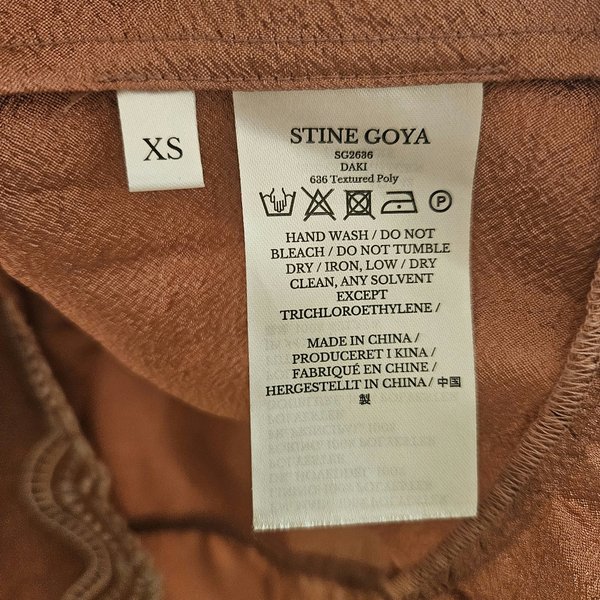 XS
STINE GOYA
SG2636
DAKI
636 Textured Poly
P
HAND WASH / DO NOT
BLEACH / DO NOT TUMBLE
DRY / IRON, LOW / DRY
CLEAN, ANY SOLVENT
EXCEPT
TRICHLOROETHYLENE /
MADE IN CHINA /
PRODUCERET I KINA /
FABRIQUÉ EN CHINE /
HERGESTELLT IN CHINA / 中国
製